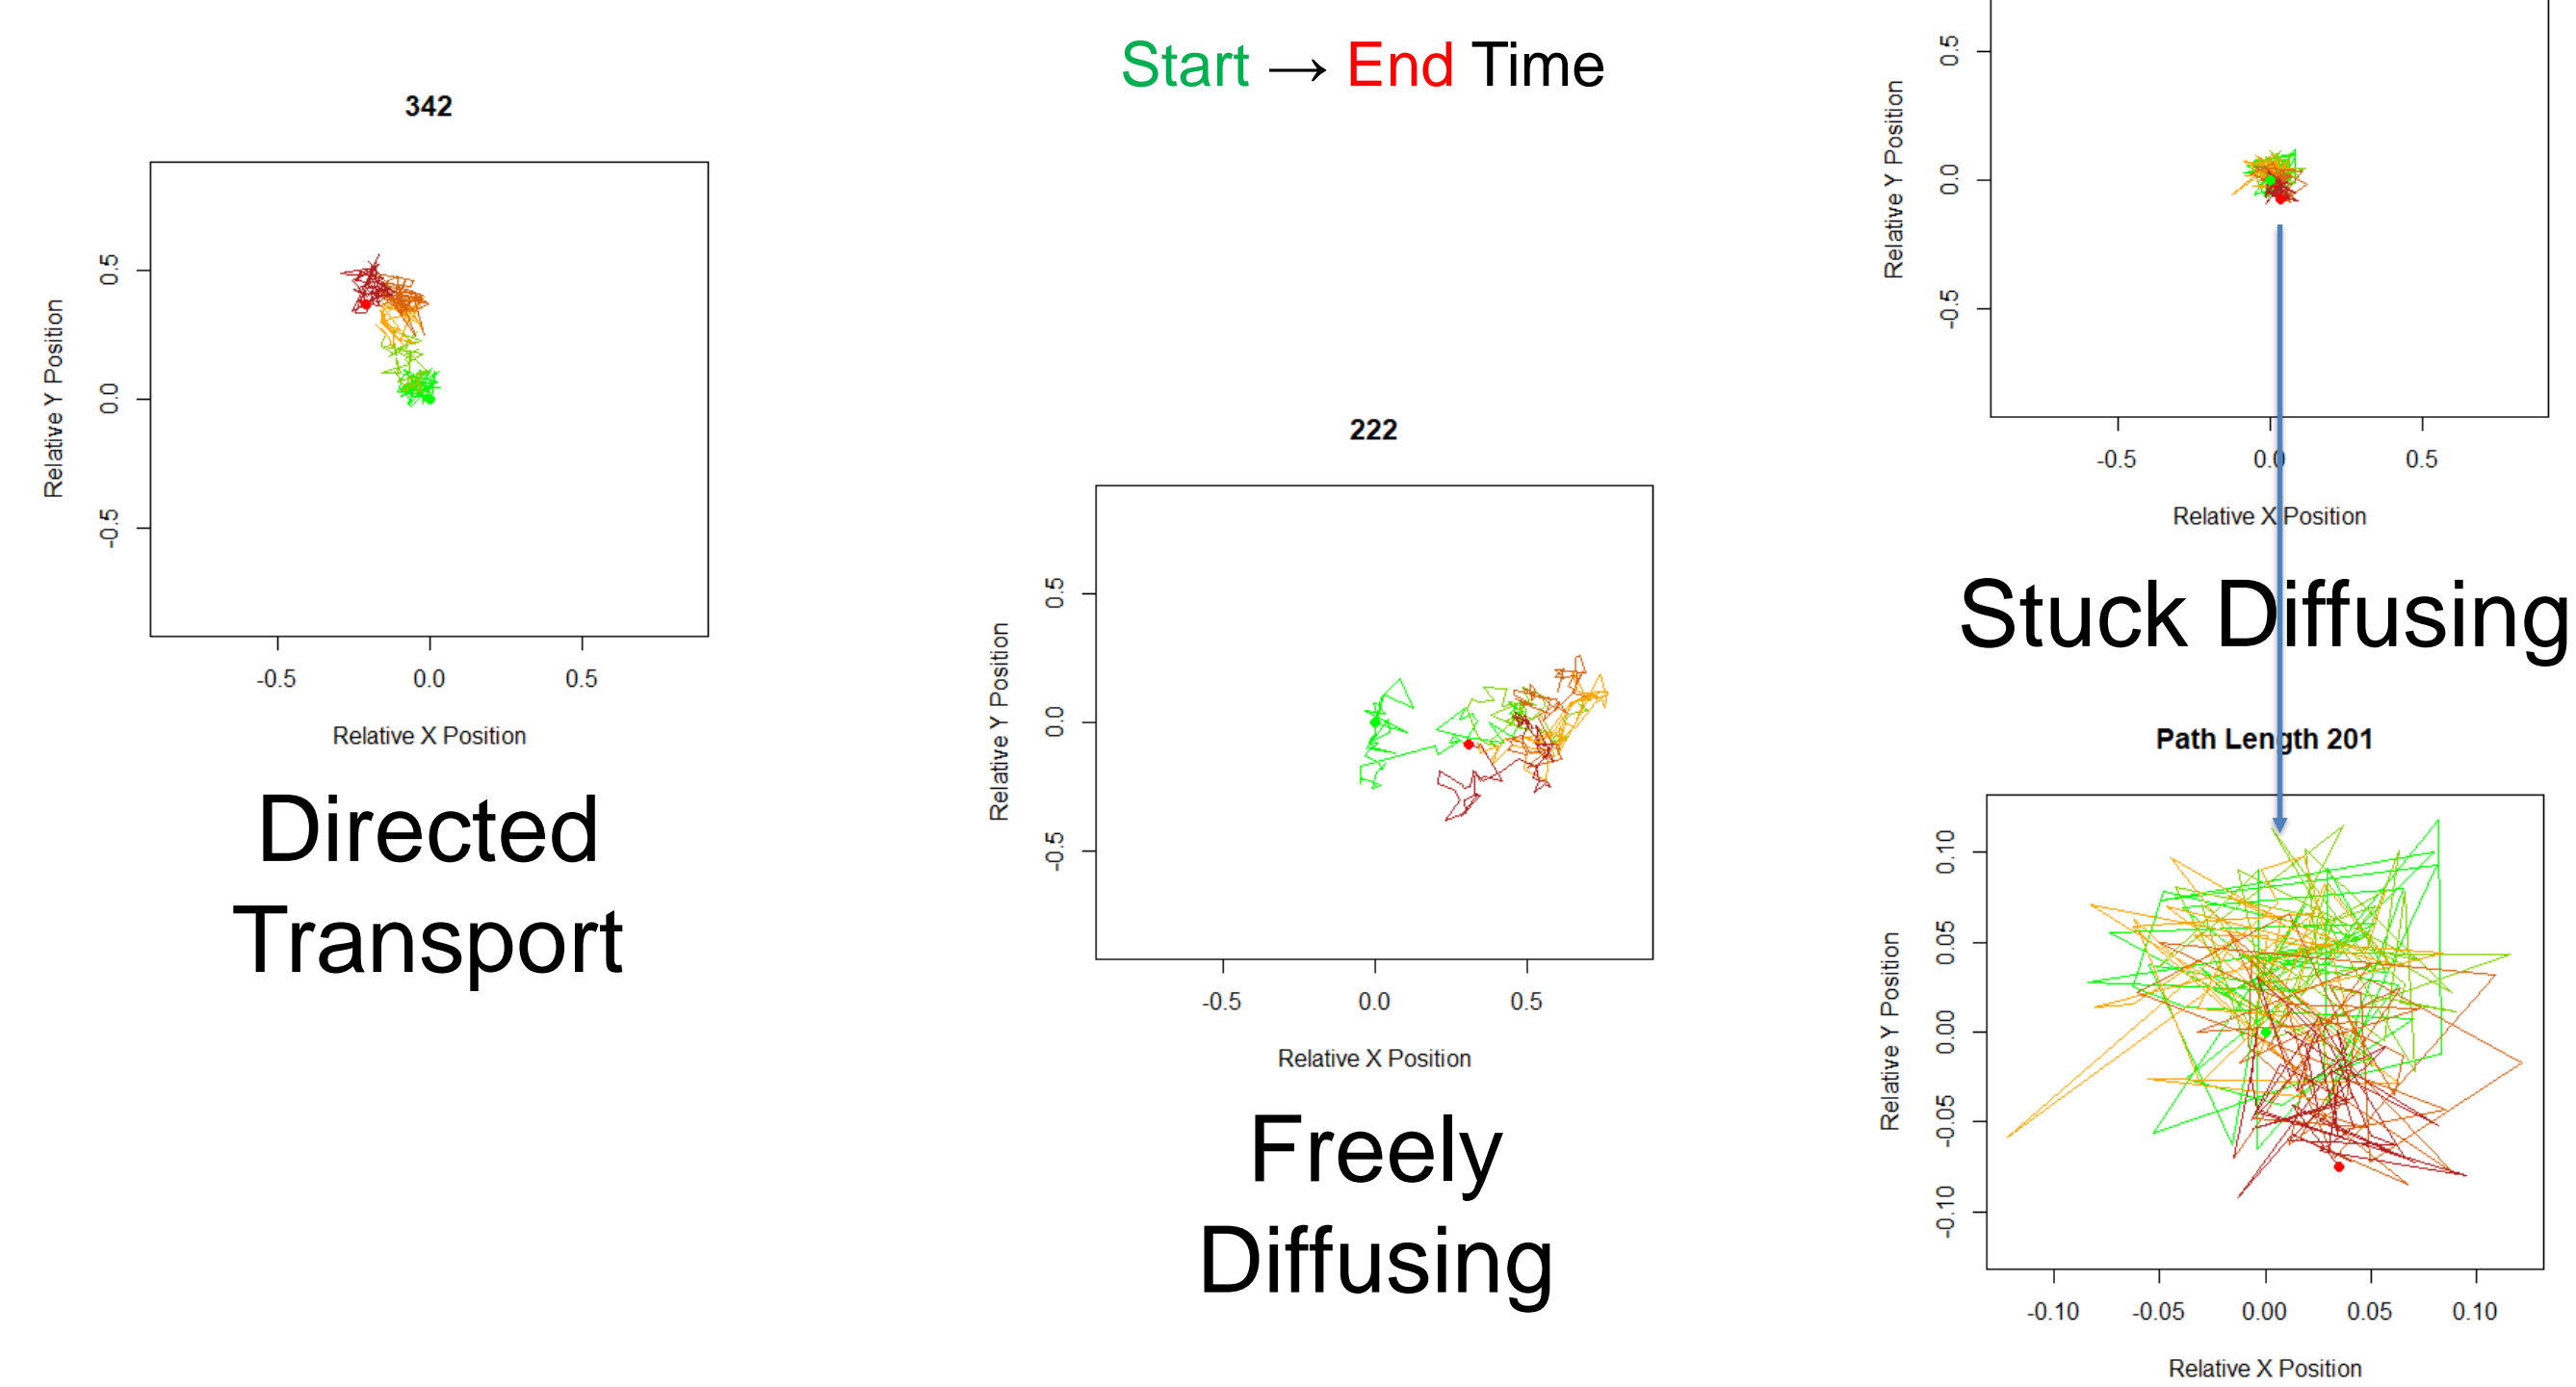 Start → End Time
342
Relative Y Position
0.5
0.0
-0.5
-0.5 0.0 0.5
Relative X Position
Directed
Transport
222
Relative Y Position
0.5
0.0
-0.5
-0.5 0.0 0.5
Relative X Position
Freely
Diffusing
Relative Y Position
0.5
0.0
-0.5
-0.5 0.0 0.5
Relative X Position
Stuck Diffusing
Path Length 201
Relative Y Position
0.10
0.05
0.00
-0.05
-0.10
-0.10 -0.05 0.00 0.05 0.10
Relative X Position